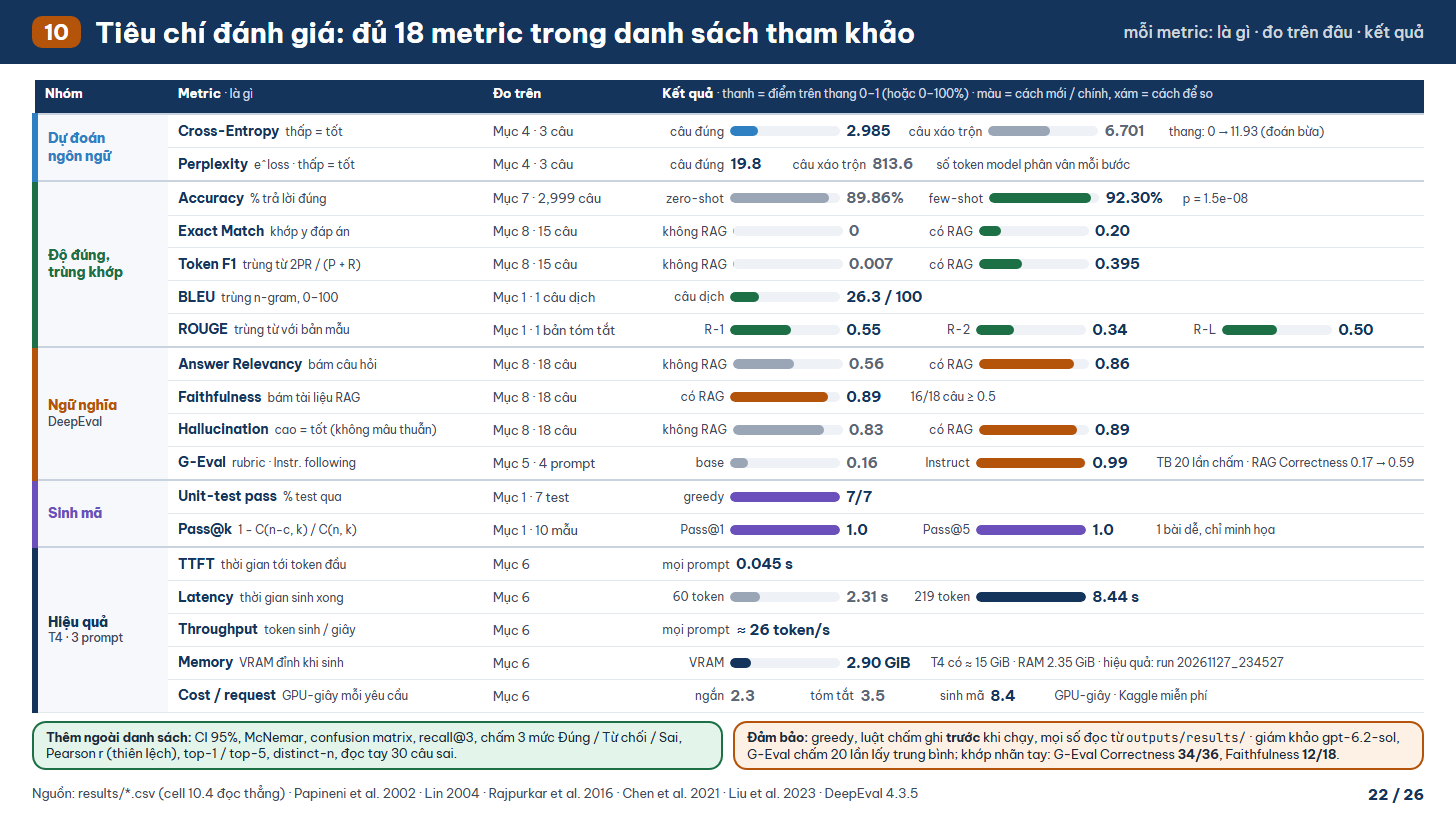 10 Tiêu chí đánh giá: đủ 18 metric trong danh sách tham khảo mỗi metric: là gì · đo trên đâu · kết quả
Nhóm Metric · là gì Đo trên Kết quả · thanh = điểm trên thang 0–1 (hoặc 0–100%) · màu = cách mới / chính, xám = cách để so
Dự đoán
ngôn ngữ
Cross-Entropy thấp = tốt Mục 4 · 3 câu câu đúng 2.985 câu xáo trộn 6.701 thang: 0 → 11.93 (đoán bừa)
Perplexity e^loss · thấp = tốt Mục 4 · 3 câu câu đúng 19.8 câu xáo trộn 813.6 số token model phân vân mỗi bước
Độ đúng,
trùng khớp
Accuracy % trả lời đúng Mục 7 · 2,999 câu zero-shot 89.86% few-shot 92.30% p = 1.5e-08
Exact Match khớp y đáp án Mục 8 · 15 câu không RAG 0 có RAG 0.20
Token F1 trùng từ 2PR / (P + R) Mục 8 · 15 câu không RAG 0.007 có RAG 0.395
BLEU trùng n-gram, 0–100 Mục 1 · 1 câu dịch câu dịch 26.3 / 100
ROUGE trùng từ với bản mẫu Mục 1 · 1 bản tóm tắt R-1 0.55 R-2 0.34 R-L 0.50
Ngữ nghĩa
DeepEval
Answer Relevancy bám câu hỏi Mục 8 · 18 câu không RAG 0.56 có RAG 0.86
Faithfulness bám tài liệu RAG Mục 8 · 18 câu có RAG 0.89 16/18 câu ≥ 0.5
Hallucination cao = tốt (không mâu thuẫn) Mục 8 · 18 câu không RAG 0.83 có RAG 0.89
G-Eval rubric · Instr. following Mục 5 · 4 prompt base 0.16 Instruct 0.99 TB 20 lần chấm · RAG Correctness 0.17 → 0.59
Sinh mã
Unit-test pass % test qua Mục 1 · 7 test greedy 7/7
Pass@k 1 – C(n–c, k) / C(n, k) Mục 1 · 10 mẫu Pass@1 1.0 Pass@5 1.0 1 bài dễ, chỉ minh họa
Hiệu quả
T4 · 3 prompt
TTFT thời gian tới token đầu Mục 6 mọi prompt 0.045 s
Latency thời gian sinh xong Mục 6 60 token 2.31 s 219 token 8.44 s
Throughput token sinh / giây Mục 6 mọi prompt ≈ 26 token/s
Memory VRAM đỉnh khi sinh Mục 6 VRAM 2.90 GiB T4 có ≈ 15 GiB · RAM 2.35 GiB · hiệu quả: run 20261127_234527
Cost / request GPU-giây mỗi yêu cầu Mục 6 ngắn 2.3 tóm tắt 3.5 sinh mã 8.4 GPU-giây · Kaggle miễn phí
Thêm ngoài danh sách: CI 95%, McNemar, confusion matrix, recall@3, chấm 3 mức Đúng / Từ chối / Sai,
Pearson r (thiên lệch), top-1 / top-5, distinct-n, đọc tay 30 câu sai.
Đảm bảo: greedy, luật chấm ghi trước khi chạy, mọi số đọc từ outputs/results/ · giám khảo gpt-6.2-sol,
G-Eval chấm 20 lần lấy trung bình; khớp nhãn tay: G-Eval Correctness 34/36, Faithfulness 12/18.
Nguồn: results/*.csv (cell 10.4 đọc thẳng) · Papineni et al. 2002 · Lin 2004 · Rajpurkar et al. 2016 · Chen et al. 2021 · Liu et al. 2023 · DeepEval 4.3.5 22 / 26